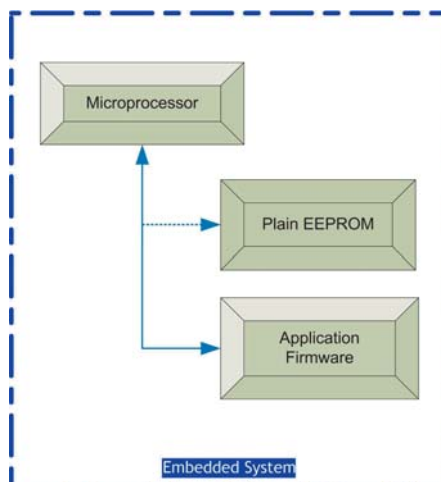 Microprocessor
Plain EEPROM
Application
Firmware
Embedded System